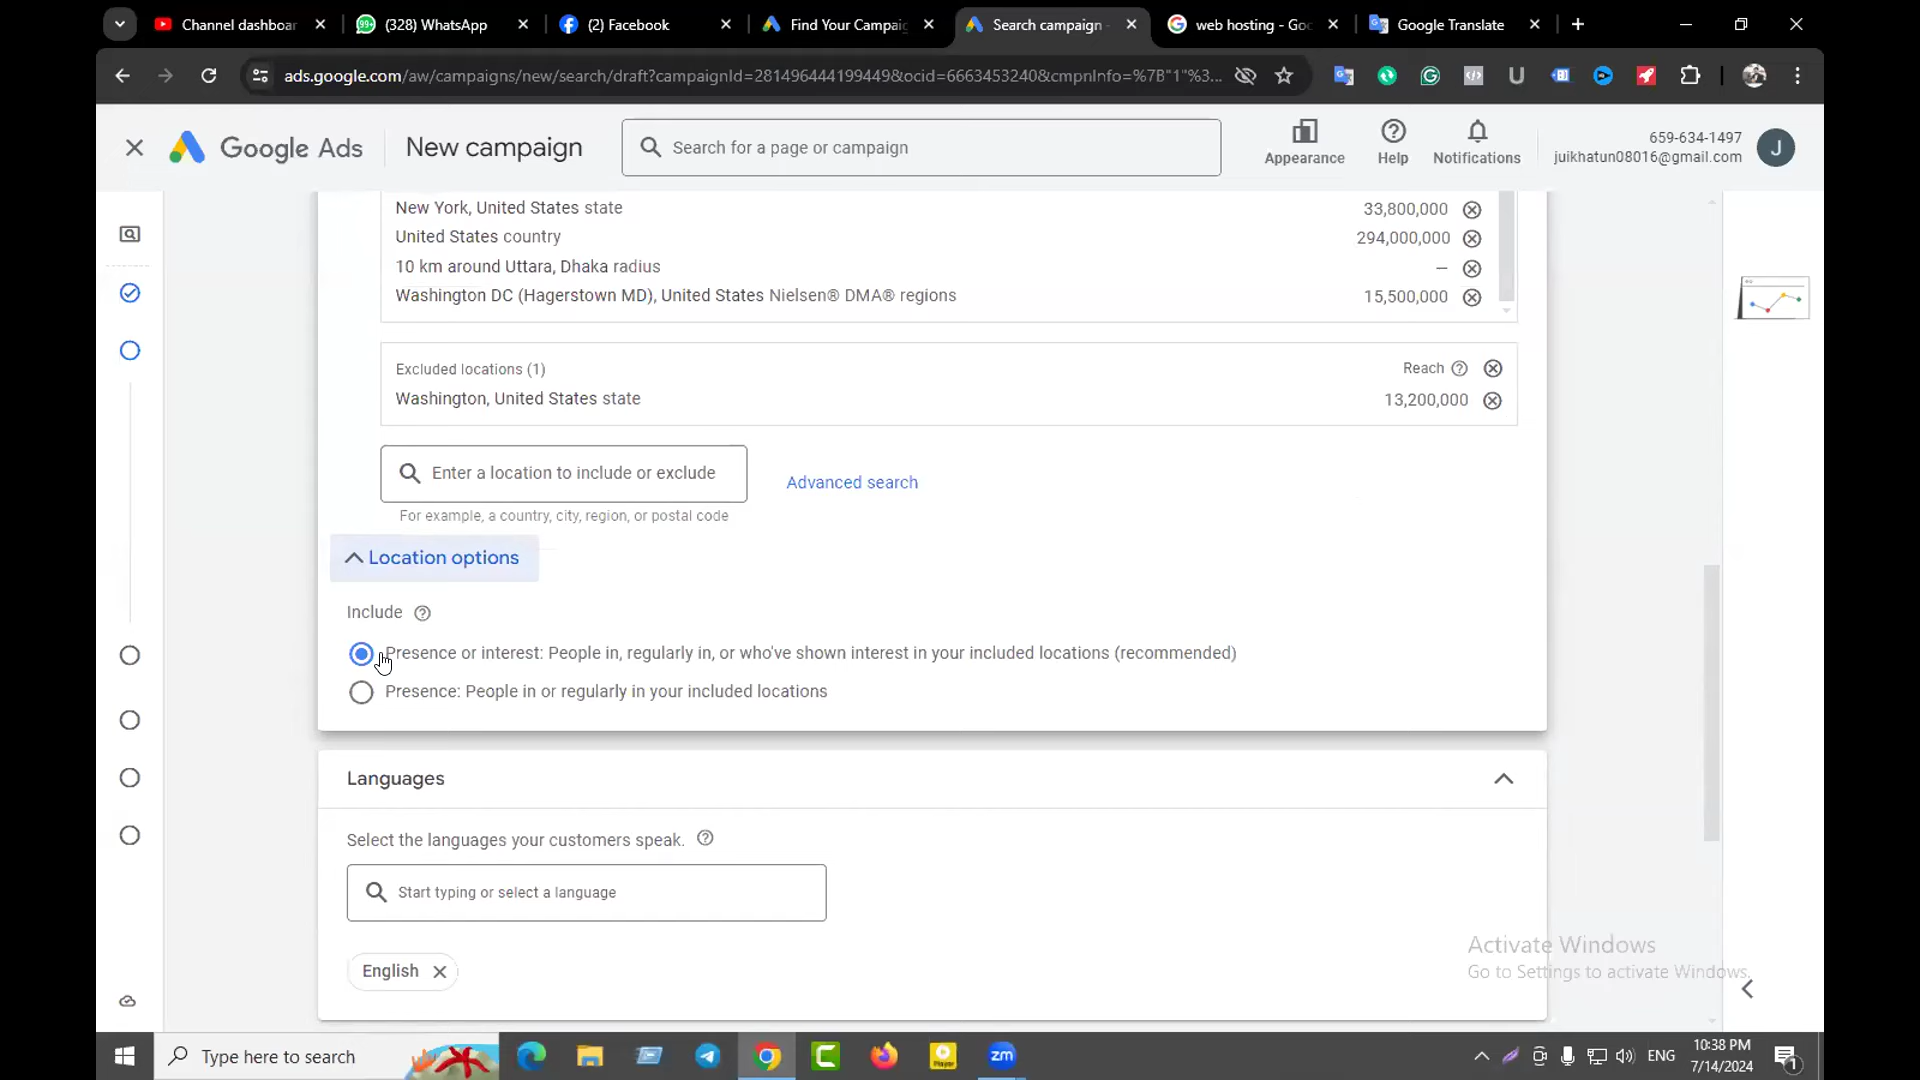 Channel dashboar
(328) WhatsApp
(2) Facebook
Find Your Campaig
Search campaign -
web hosting - Goo
Google Translate
ads.google.com/aw/campaigns/new/search/draft?campaignId=281496444199449&ocid=6663453240&cmpnInfo=%7B"1"%3...
Google Ads
New campaign
Search for a page or campaign
Appearance
Help
Notifications
659-634-1497
juikhatun08016@gmail.com
J
New York, United States state 33,800,000
United States country 294,000,000
10 km around Uttara, Dhaka radius –
Washington DC (Hagerstown MD), United States Nielsen® DMA® regions 15,500,000
Excluded locations (1) Reach
Washington, United States state 13,200,000
Enter a location to include or exclude
Advanced search
For example, a country, city, region, or postal code
Location options
Include
Presence or interest: People in, regularly in, or who've shown interest in your included locations (recommended)
Presence: People in or regularly in your included locations
Languages
Select the languages your customers speak.
Start typing or select a language
English
Activate Windows
Go to Settings to activate Windows.
Type here to search
zm
ENG
10:38 PM
7/14/2024
1